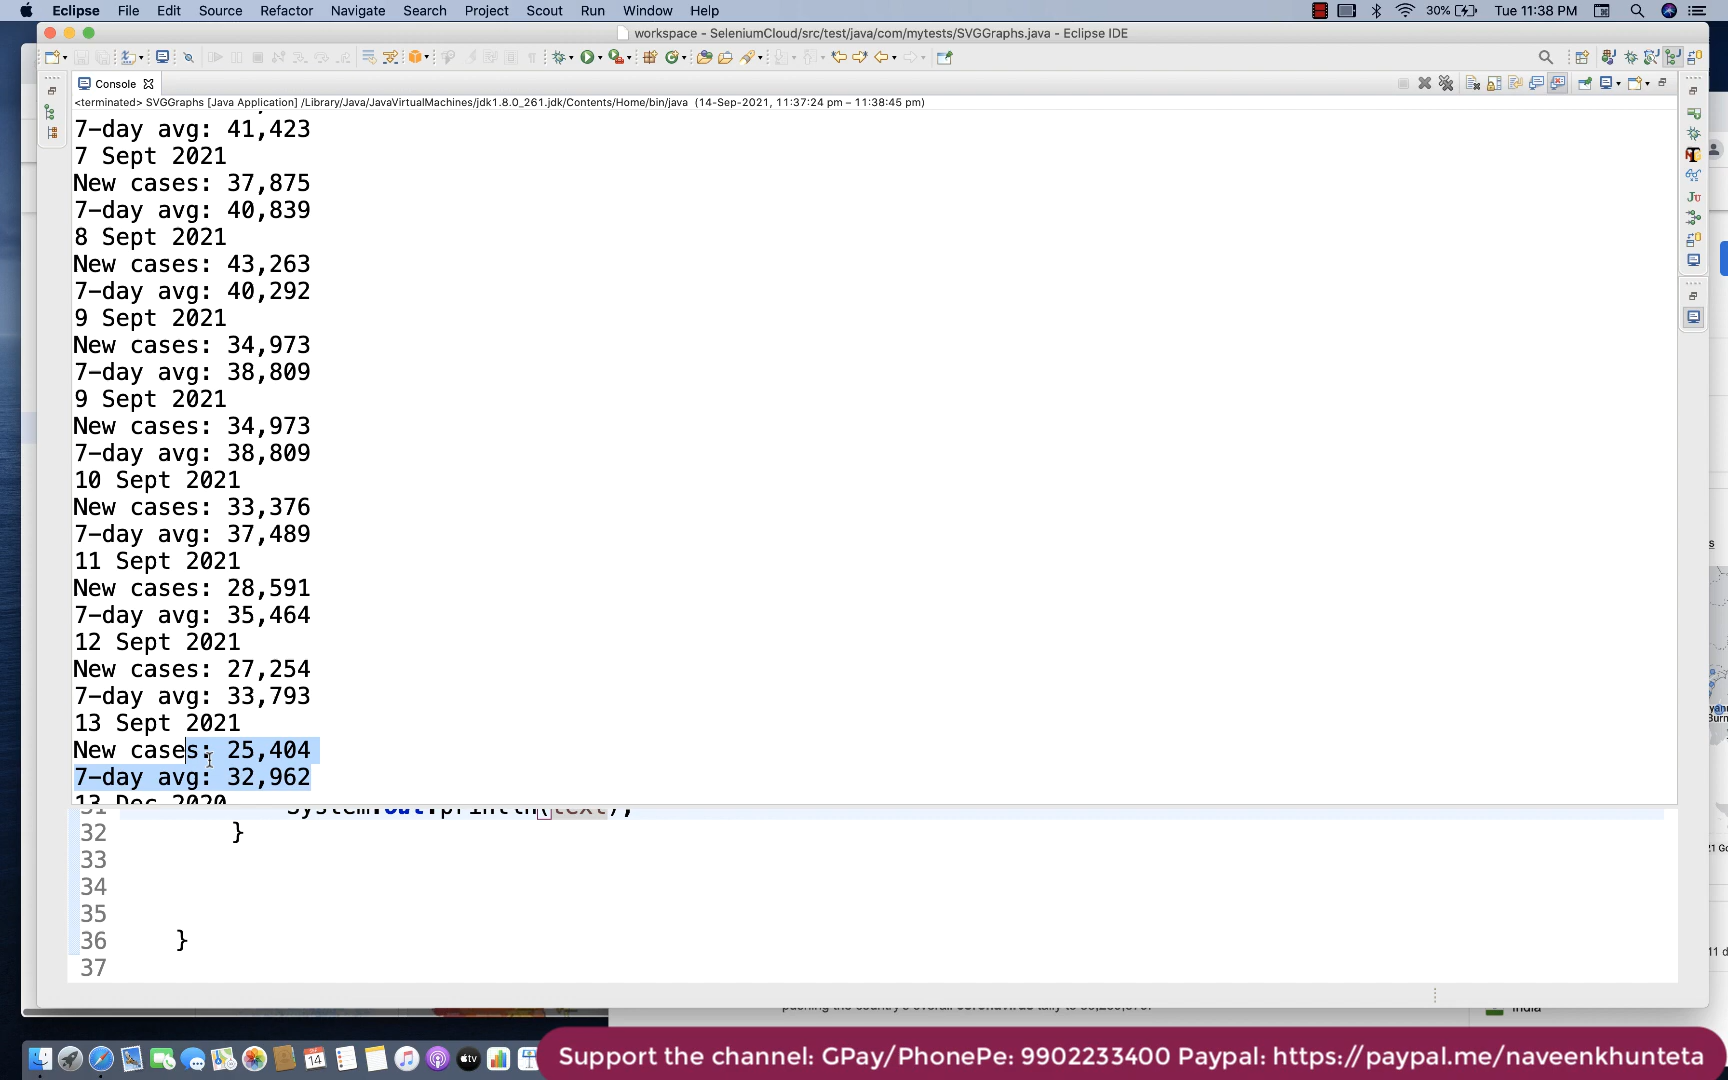 Eclipse File Edit Source Refactor Navigate Search Project Scout Run Window Help 30% Tue 11:38 PM
workspace - SeleniumCloud/src/test/java/com/mytests/SVGGraphs.java - Eclipse IDE
Console
<terminated> SVGGraphs [Java Application] /Library/Java/JavaVirtualMachines/jdk1.8.0_261.jdk/Contents/Home/bin/java (14-Sep-2021, 11:37:24 pm – 11:38:45 pm)
7-day avg: 41,423
7 Sept 2021
New cases: 37,875
7-day avg: 40,839
8 Sept 2021
New cases: 43,263
7-day avg: 40,292
9 Sept 2021
New cases: 34,973
7-day avg: 38,809
9 Sept 2021
New cases: 34,973
7-day avg: 38,809
10 Sept 2021
New cases: 33,376
7-day avg: 37,489
11 Sept 2021
New cases: 28,591
7-day avg: 35,464
12 Sept 2021
New cases: 27,254
7-day avg: 33,793
13 Sept 2021
New cases: 25,404
7-day avg: 32,962
13 Dec 2020
31 System.out.println(text);
32 }
33
34
35
36 }
37
India
Support the channel: GPay/PhonePe: 9902233400 Paypal: https://paypal.me/naveenkhunteta